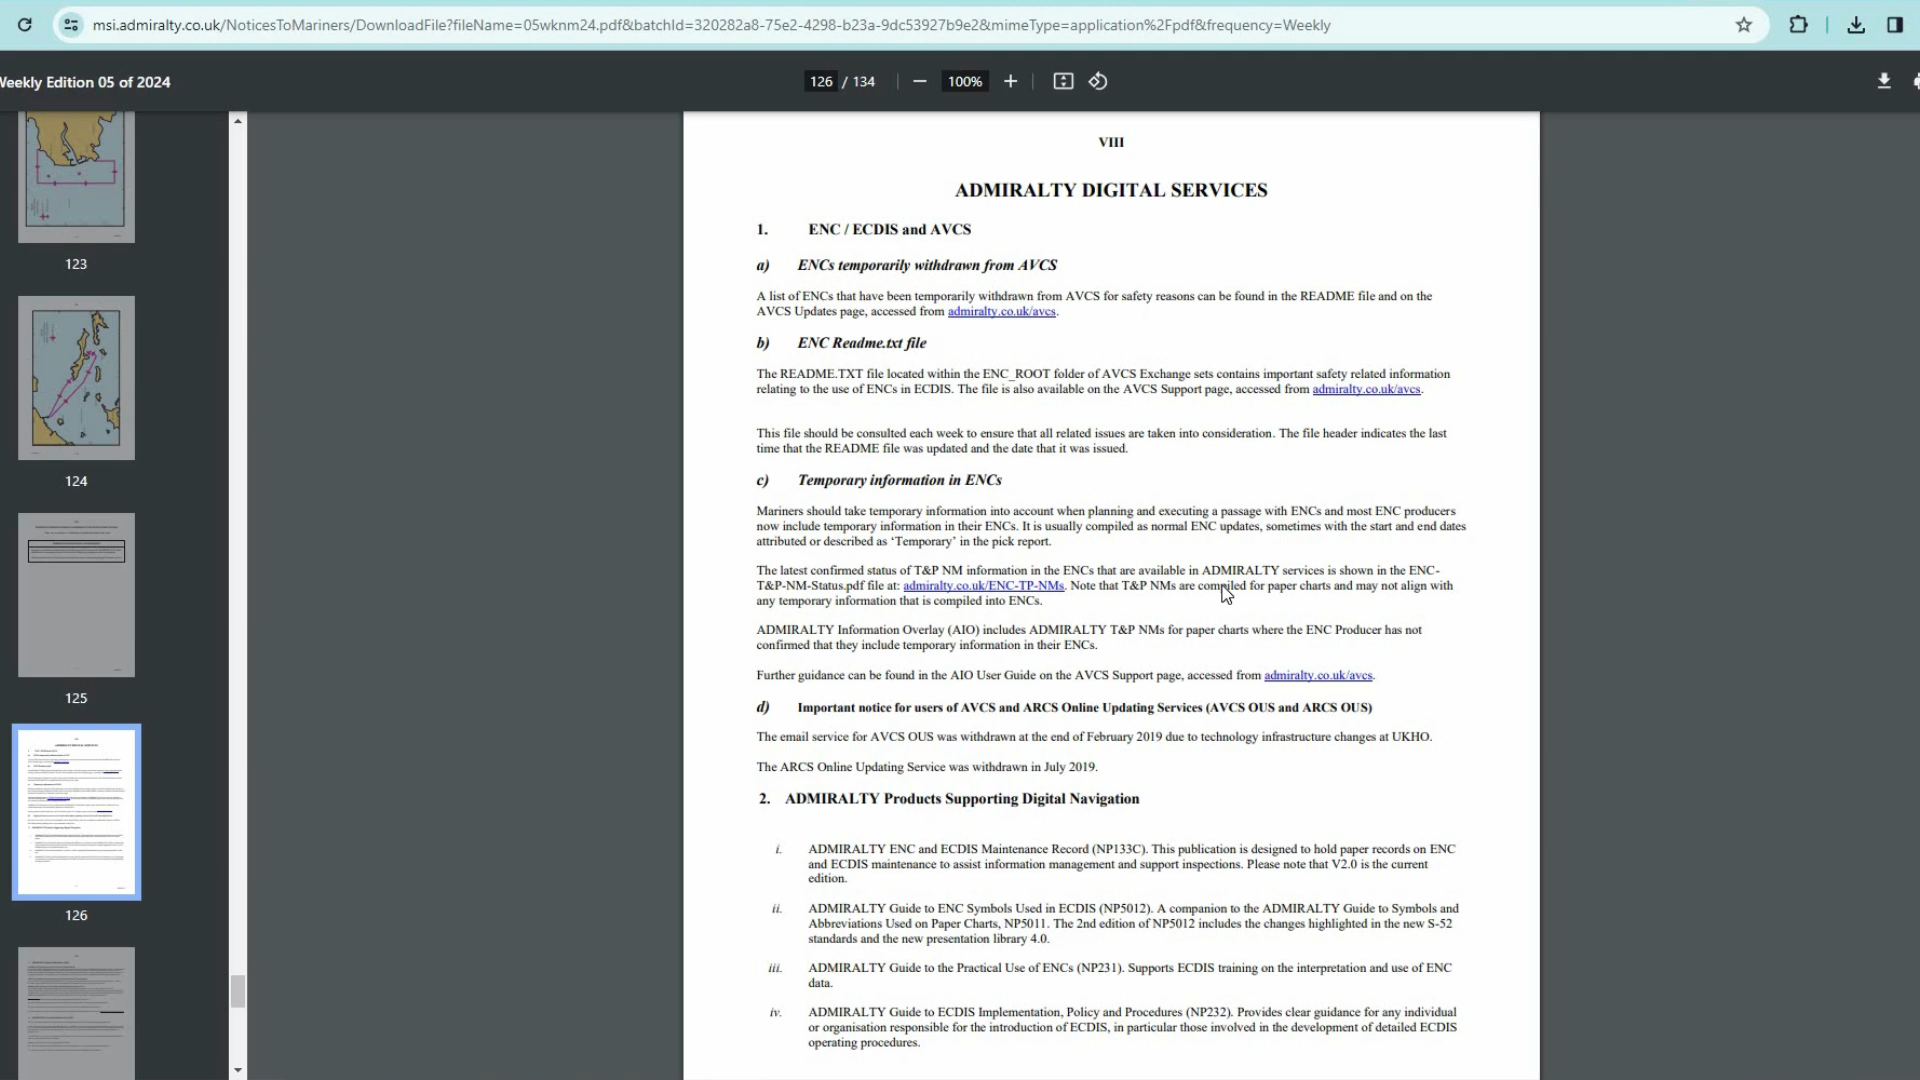 msi.admiralty.co.uk/NoticesToMariners/DownloadFile?fileName=05wknm24.pdf&batchId=320282a8-75e2-4298-b23a-9dc53927b9e2&mimeType=application%2Fpdf&frequency=Weekly
Weekly Edition 05 of 2024
126 / 134
100%
123
124
125
126
VIII
ADMIRALTY DIGITAL SERVICES
1. ENC / ECDIS and AVCS
a) ENCs temporarily withdrawn from AVCS
A list of ENCs that have been temporarily withdrawn from AVCS for safety reasons can be found in the README file and on the
AVCS Updates page, accessed from admiralty.co.uk/avcs.
b) ENC Readme.txt file
The README.TXT file located within the ENC_ROOT folder of AVCS Exchange sets contains important safety related information
relating to the use of ENCs in ECDIS. The file is also available on the AVCS Support page, accessed from admiralty.co.uk/avcs.
This file should be consulted each week to ensure that all related issues are taken into consideration. The file header indicates the last
time that the README file was updated and the date that it was issued.
c) Temporary information in ENCs
Mariners should take temporary information into account when planning and executing a passage with ENCs and most ENC producers
now include temporary information in their ENCs. It is usually compiled as normal ENC updates, sometimes with the start and end dates
attributed or described as ‘Temporary’ in the pick report.
The latest confirmed status of T&P NM information in the ENCs that are available in ADMIRALTY services is shown in the ENC-
T&P-NM-Status.pdf file at: admiralty.co.uk/ENC-TP-NMs. Note that T&P NMs are compiled for paper charts and may not align with
any temporary information that is compiled into ENCs.
ADMIRALTY Information Overlay (AIO) includes ADMIRALTY T&P NMs for paper charts where the ENC Producer has not
confirmed that they include temporary information in their ENCs.
Further guidance can be found in the AIO User Guide on the AVCS Support page, accessed from admiralty.co.uk/avcs.
d) Important notice for users of AVCS and ARCS Online Updating Services (AVCS OUS and ARCS OUS)
The email service for AVCS OUS was withdrawn at the end of February 2019 due to technology infrastructure changes at UKHO.
The ARCS Online Updating Service was withdrawn in July 2019.
2. ADMIRALTY Products Supporting Digital Navigation
i. ADMIRALTY ENC and ECDIS Maintenance Record (NP133C). This publication is designed to hold paper records on ENC
and ECDIS maintenance to assist information management and support inspections. Please note that V2.0 is the current
edition.
ii. ADMIRALTY Guide to ENC Symbols Used in ECDIS (NP5012). A companion to the ADMIRALTY Guide to Symbols and
Abbreviations Used on Paper Charts, NP5011. The 2nd edition of NP5012 includes the changes highlighted in the new S-52
standards and the new presentation library 4.0.
iii. ADMIRALTY Guide to the Practical Use of ENCs (NP231). Supports ECDIS training on the interpretation and use of ENC
data.
iv. ADMIRALTY Guide to ECDIS Implementation, Policy and Procedures (NP232). Provides clear guidance for any individual
or organisation responsible for the introduction of ECDIS, in particular those involved in the development of detailed ECDIS
operating procedures.